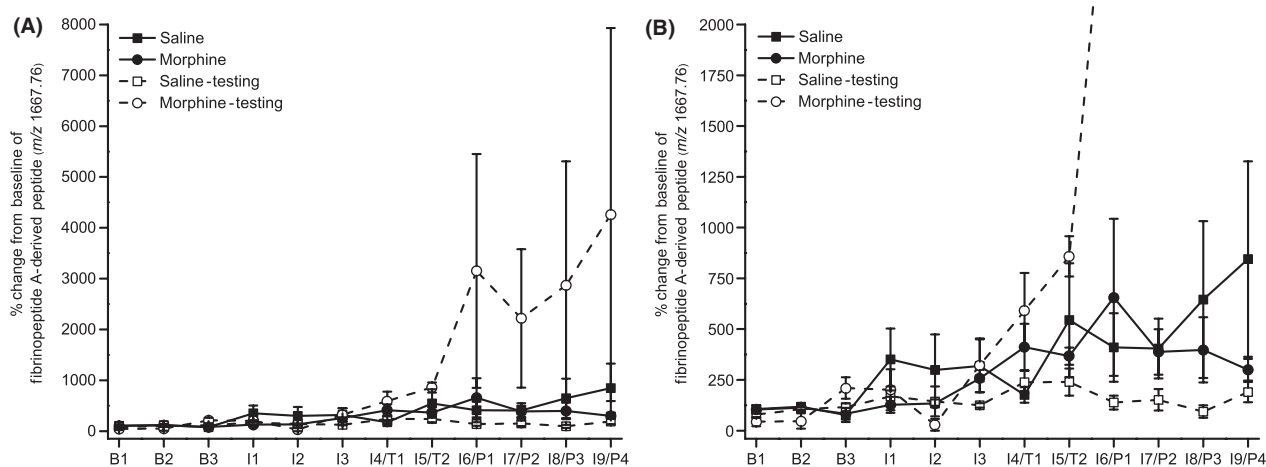 (A)
% change from baseline of
fibrinopeptide A-derived peptide (m/z 1667.76)
8000
7000
6000
5000
4000
3000
2000
1000
0
Saline
Morphine
Saline-testing
Morphine-testing
B1 B2 B3 I1 I2 I3 I4/T1 I5/T2 I6/P1 I7/P2 I8/P3 I9/P4
(B)
% change from baseline of
fibrinopeptide A-derived peptide (m/z 1667.76)
2000
1750
1500
1250
1000
750
500
250
0
Saline
Morphine
Saline-testing
Morphine-testing
B1 B2 B3 I1 I2 I3 I4/T1 I5/T2 I6/P1 I7/P2 I8/P3 I9/P4